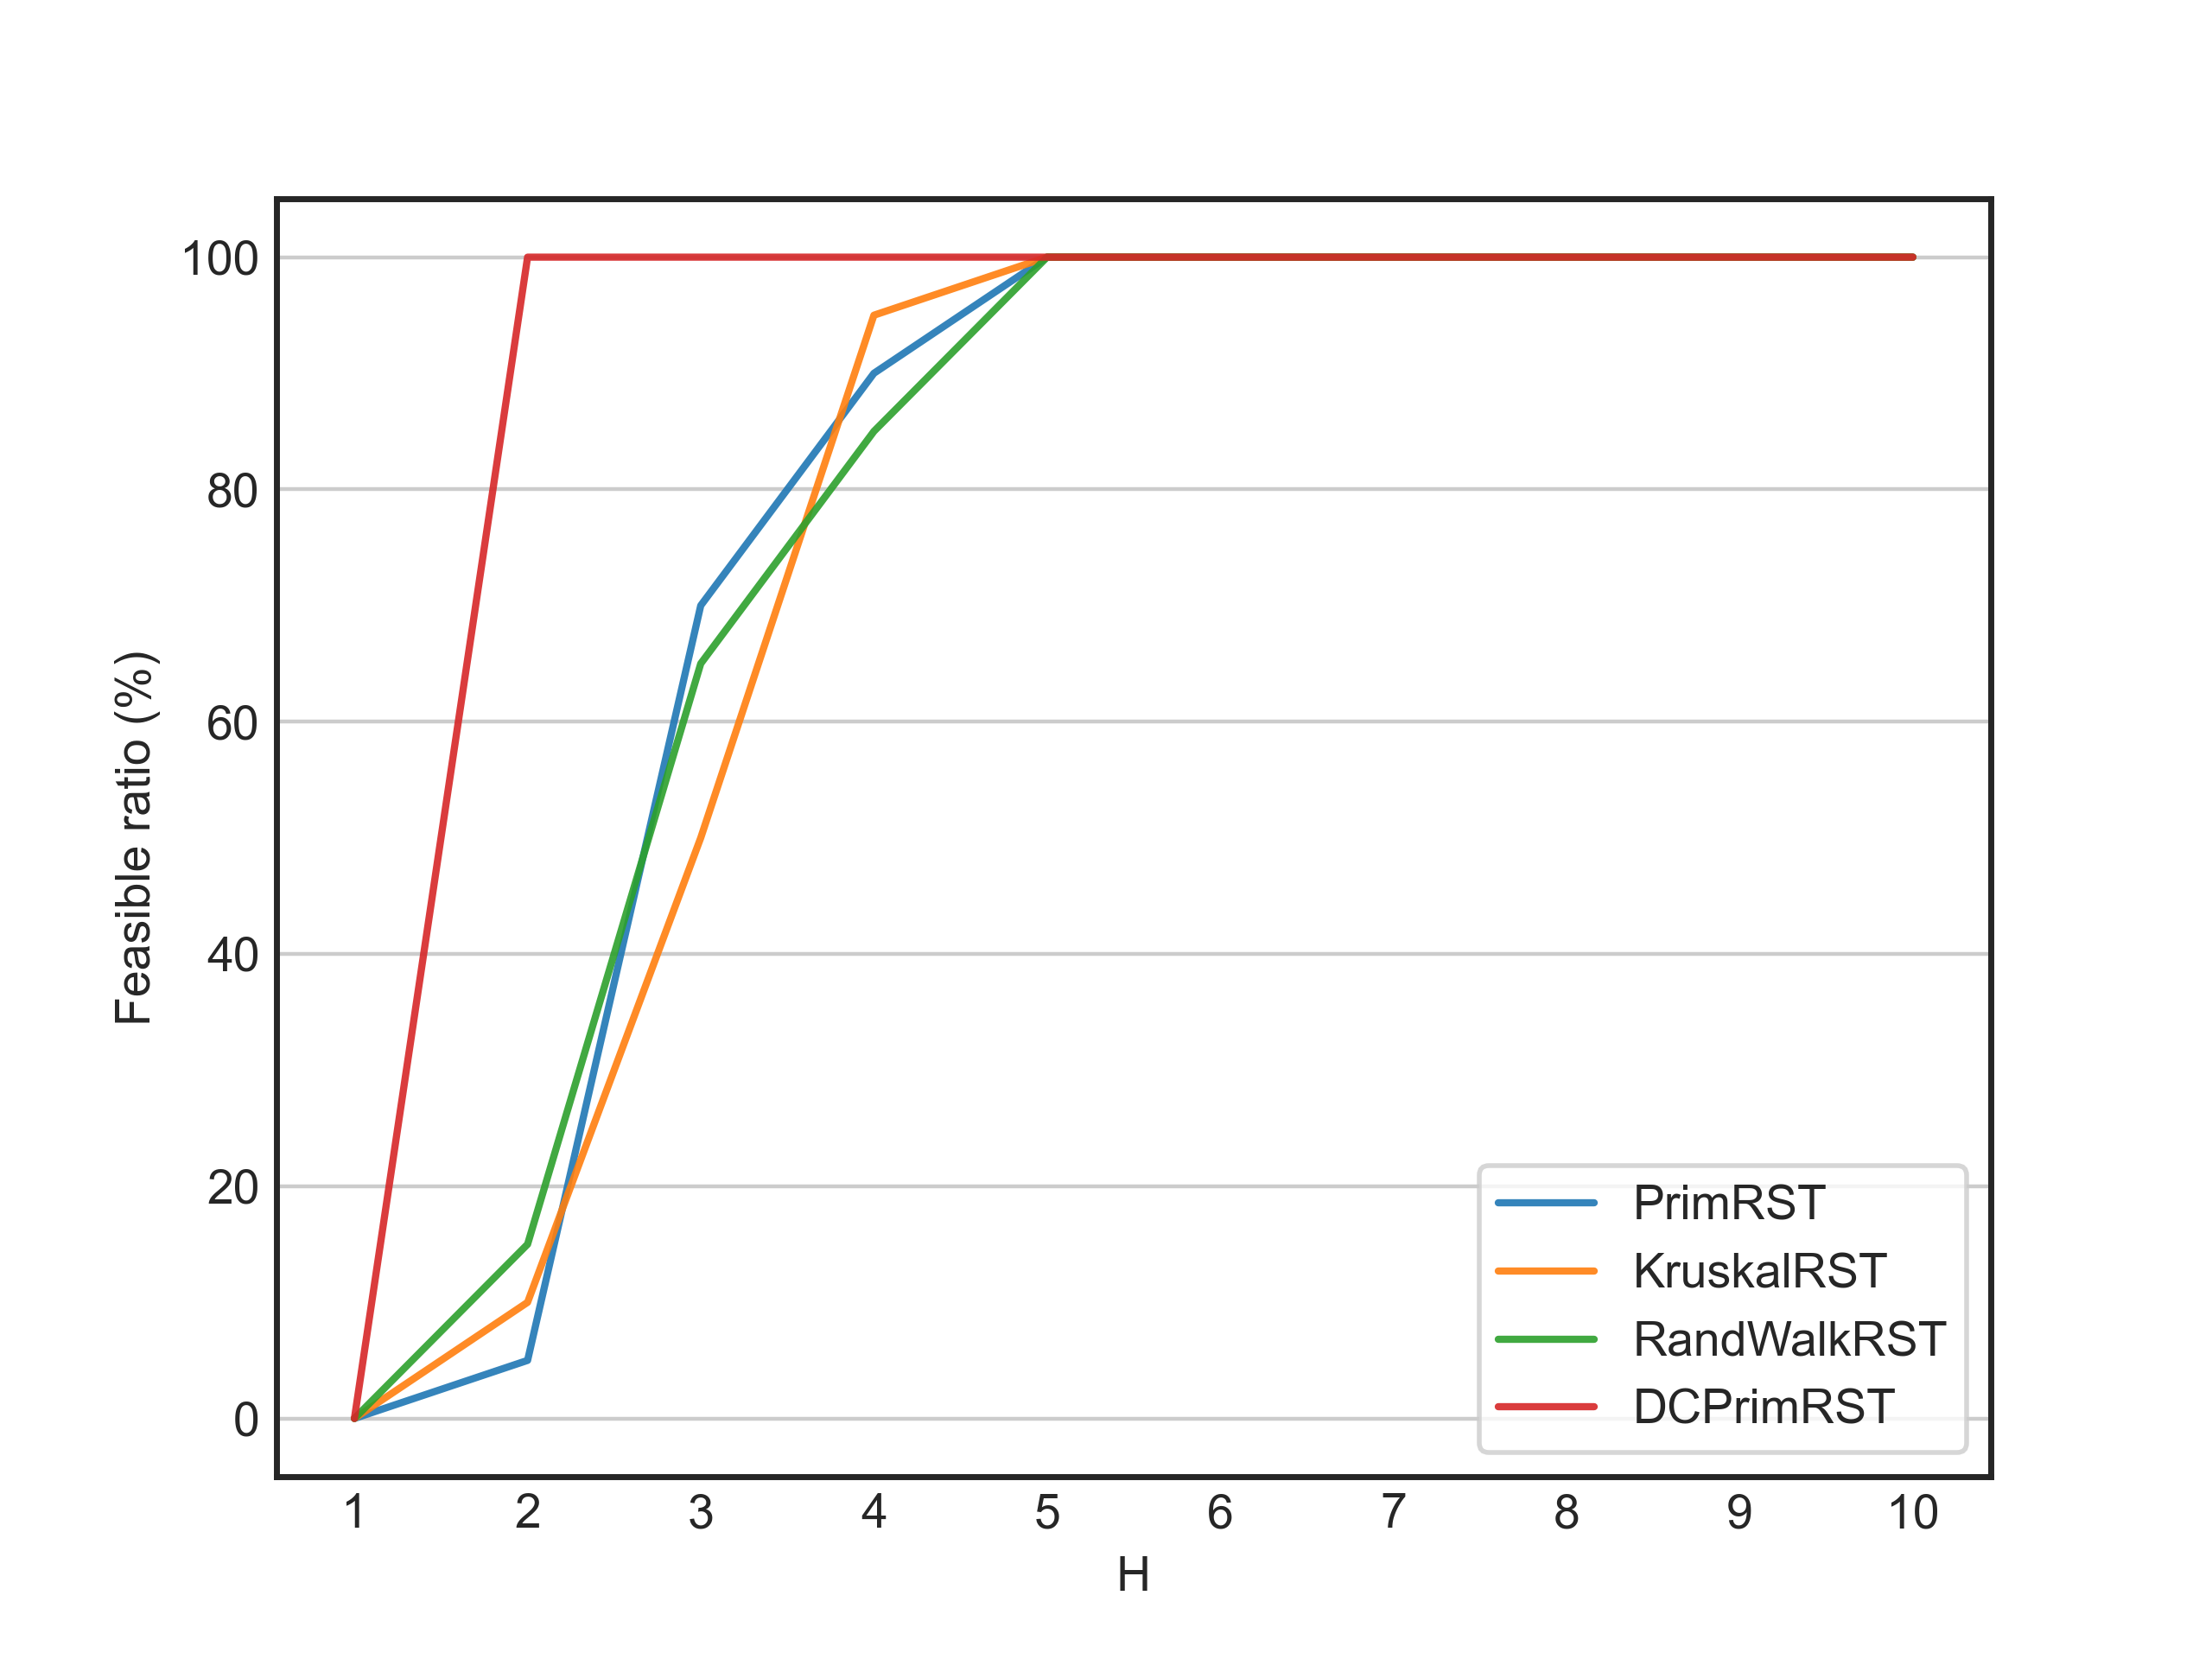 100
80
60
40
20
0
Feasible ratio (%)
1 2 3 4 5 6 7 8 9 10
H
PrimRST
KruskalRST
RandWalkRST
DCPrimRST